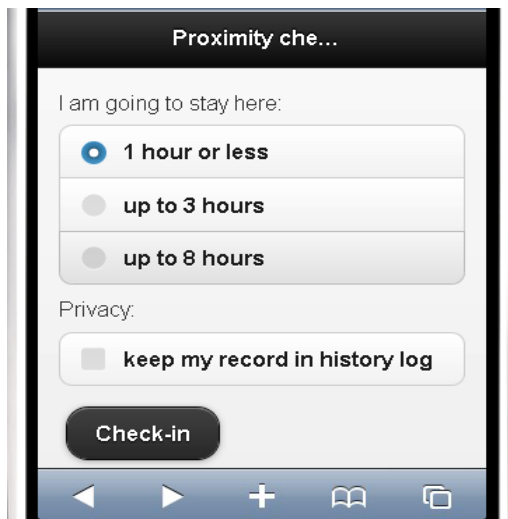 Proximity che...
I am going to stay here:
1 hour or less
up to 3 hours
up to 8 hours
Privacy:
keep my record in history log
Check-in